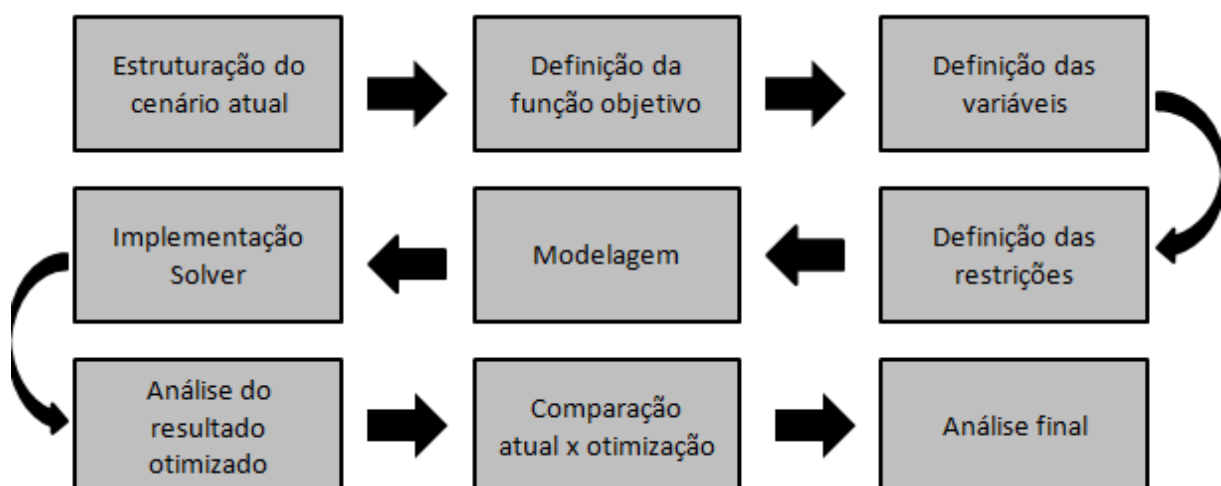 Estruturação do
cenário atual
Definição da
função objetivo
Definição das
variáveis
Definição das
restrições
Modelagem
Implementação
Solver
Análise do
resultado
otimizado
Comparação
atual x otimização
Análise final